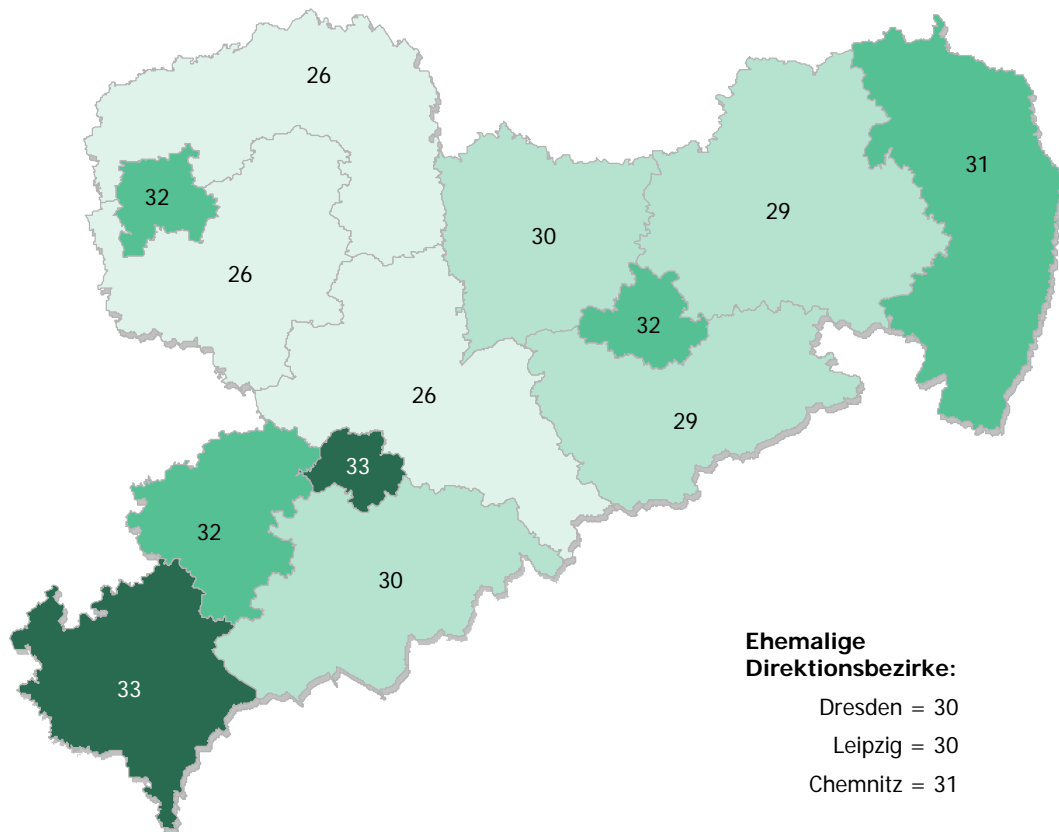 26
31
32
29
30
26
32
26
29
33
32
30
33
Ehemalige
Direktionsbezirke:
Dresden = 30
Leipzig = 30
Chemnitz = 31